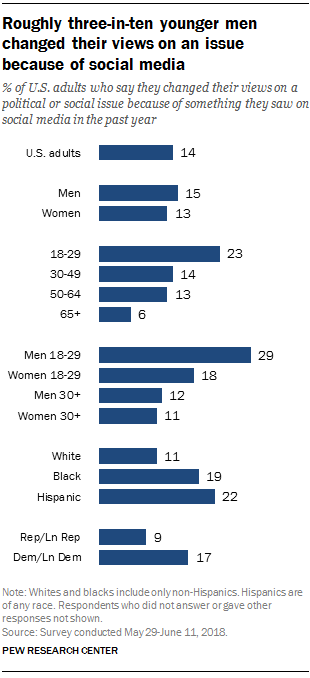 Roughly three-in-ten younger men
changed their views on an issue
because of social media
% of U.S. adults who say they changed their views on a
political or social issue because of something they saw on
social media in the past year
U.S. adults 14
Men 15
Women 13
18-29 23
30-49 14
50-64 13
65+ 6
Men 18-29 29
Women 18-29 18
Men 30+ 12
Women 30+ 11
White 11
Black 19
Hispanic 22
Rep/Ln Rep 9
Dem/Ln Dem 17
Note: Whites and blacks include only non-Hispanics. Hispanics are
of any race. Respondents who did not answer or gave other
responses not shown.
Source: Survey conducted May 29-June 11, 2018.
PEW RESEARCH CENTER